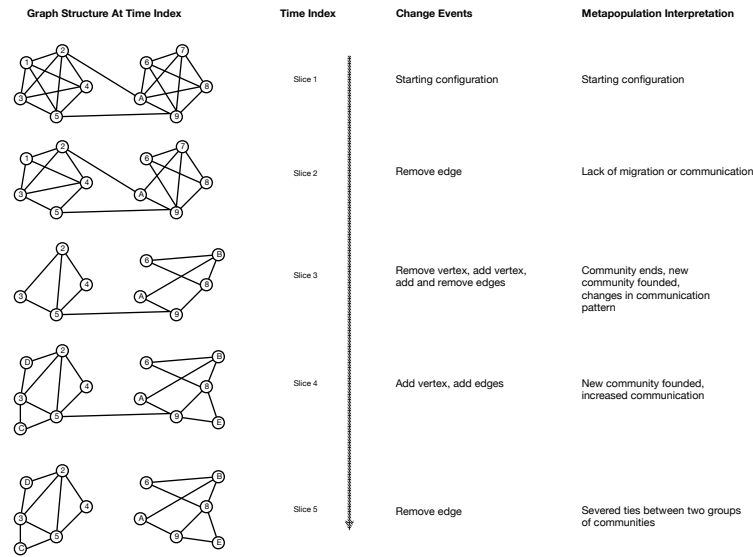 Graph Structure At Time Index
Time Index
Change Events
Metapopulation Interpretation
2
7
1
6
4
8
3
A
5
9
Slice 1
Starting configuration
Starting configuration
2
7
1
6
4
8
3
A
5
9
Slice 2
Remove edge
Lack of migration or communication
2
B
6
4
8
3
A
5
9
Slice 3
Remove vertex, add vertex,
add and remove edges
Community ends, new
community founded,
changes in communication
pattern
2
B
D
6
4
8
3
A
5
9
C
E
Slice 4
Add vertex, add edges
New community founded,
increased communication
2
B
D
6
4
8
3
A
5
9
C
E
Slice 5
Remove edge
Severed ties between two groups
of communities